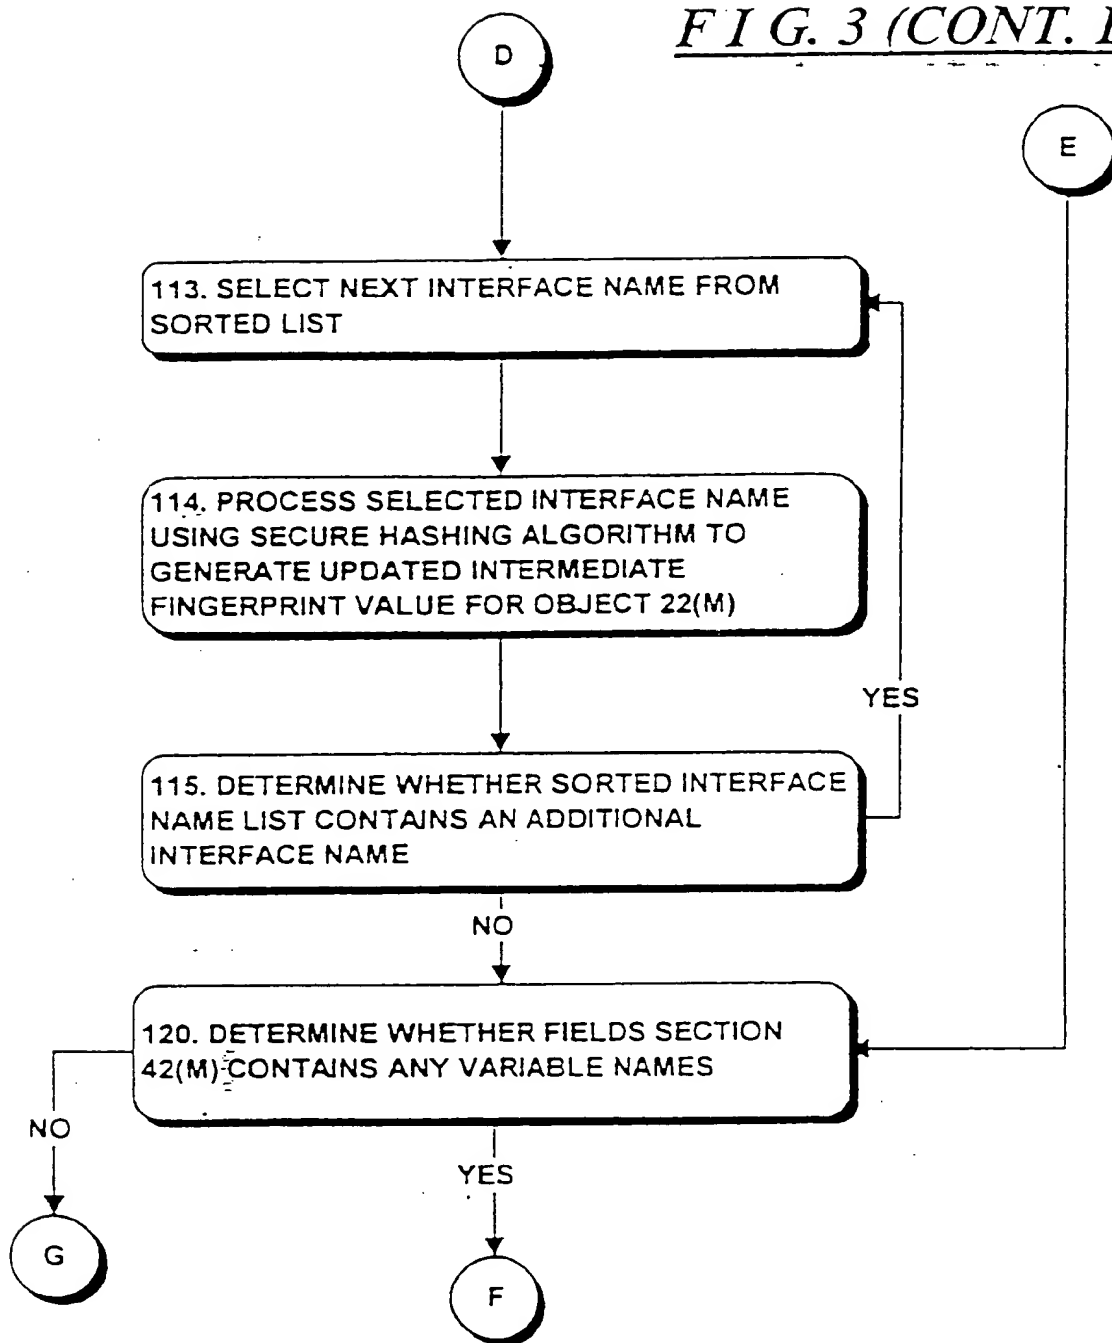 FIG. 3 (CONT.
D
E
113. SELECT NEXT INTERFACE NAME FROM
SORTED LIST
114. PROCESS SELECTED INTERFACE NAME
USING SECURE HASHING ALGORITHM TO
GENERATE UPDATED INTERMEDIATE
FINGERPRINT VALUE FOR OBJECT 22(M)
YES
115. DETERMINE WHETHER SORTED INTERFACE
NAME LIST CONTAINS AN ADDITIONAL
INTERFACE NAME
NO
120. DETERMINE WHETHER FIELDS SECTION
42(M) CONTAINS ANY VARIABLE NAMES
NO
YES
G
F